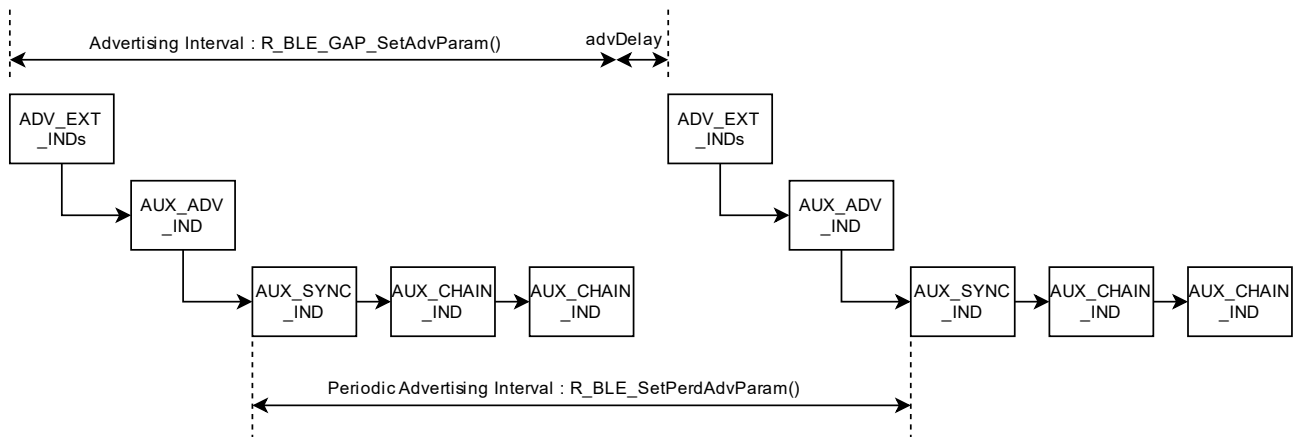 Advertising Interval : R_BLE_GAP_SetAdvParam()
advDelay
ADV_EXT
_INDs
ADV_EXT
_INDs
AUX_ADV
_IND
AUX_ADV
_IND
AUX_SYNC
_IND
AUX_CHAIN
_IND
AUX_CHAIN
_IND
AUX_SYNC
_IND
AUX_CHAIN
_IND
AUX_CHAIN
_IND
Periodic Advertising Interval : R_BLE_SetPerdAdvParam()